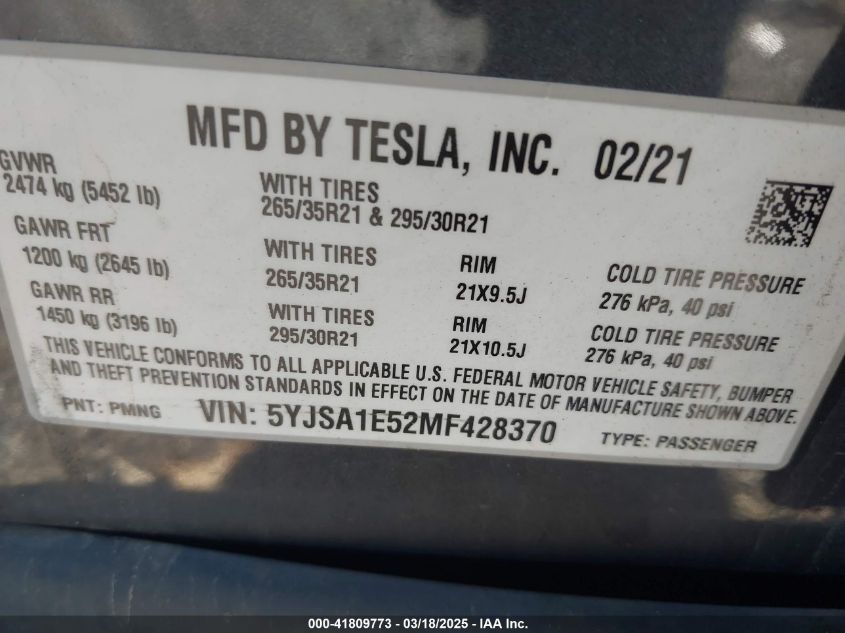 MFD BY TESLA, INC. 02/21
GVWR
2474 kg (5452 lb)
WITH TIRES
265/35R21 & 295/30R21
GAWR FRT
1200 kg (2645 lb)
WITH TIRES
265/35R21
RIM
21X9.5J
COLD TIRE PRESSURE
276 kPa, 40 psi
GAWR RR
1450 kg (3196 lb)
WITH TIRES
295/30R21
RIM
21X10.5J
COLD TIRE PRESSURE
276 kPa, 40 psi
THIS VEHICLE CONFORMS TO ALL APPLICABLE U.S. FEDERAL MOTOR VEHICLE SAFETY, BUMPER
AND THEFT PREVENTION STANDARDS IN EFFECT ON THE DATE OF MANUFACTURE SHOWN ABOVE.
PNT: PMNG VIN: 5YJSA1E52MF428370 TYPE: PASSENGER
000-41809773 - 03/18/2025 - IAA Inc.